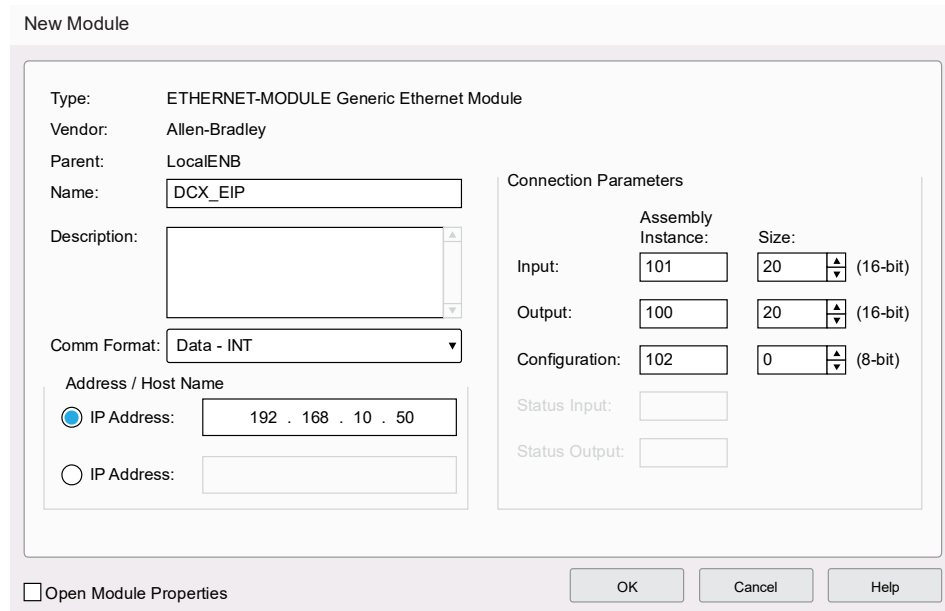 New Module
Type: ETHERNET-MODULE Generic Ethernet Module
Vendor: Allen-Bradley
Parent: LocalENB
Name: DCX_EIP
Description:
Comm Format: Data - INT
Address / Host Name
IP Address: 192 . 168 . 10 . 50
IP Address:
Connection Parameters
Assembly
Instance: Size:
Input: 101 20 (16-bit)
Output: 100 20 (16-bit)
Configuration: 102 0 (8-bit)
Status Input:
Status Output:
Open Module Properties
OK Cancel Help